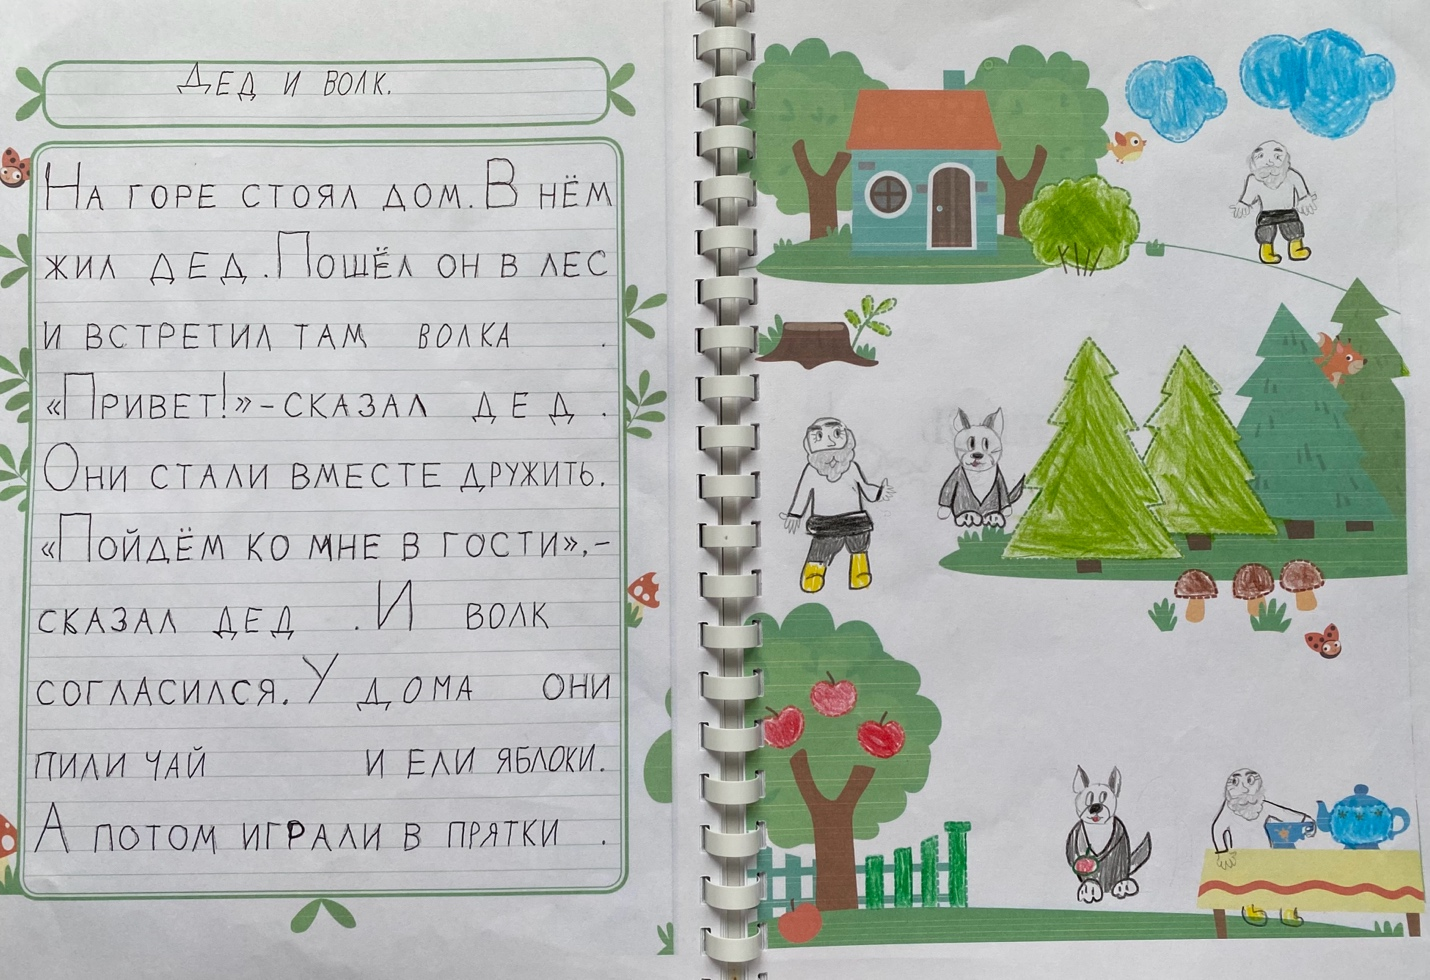 Дед и волк.
На горе стоял дом. В нём
жил дед. Пошёл он в лес
и встретил там волка.
«Привет!» - сказал дед.
Они стали вместе дружить.
«Пойдём ко мне в гости», -
сказал дед. И волк
согласился. У дома они
пили чай и ели яблоки.
А потом играли в прятки.